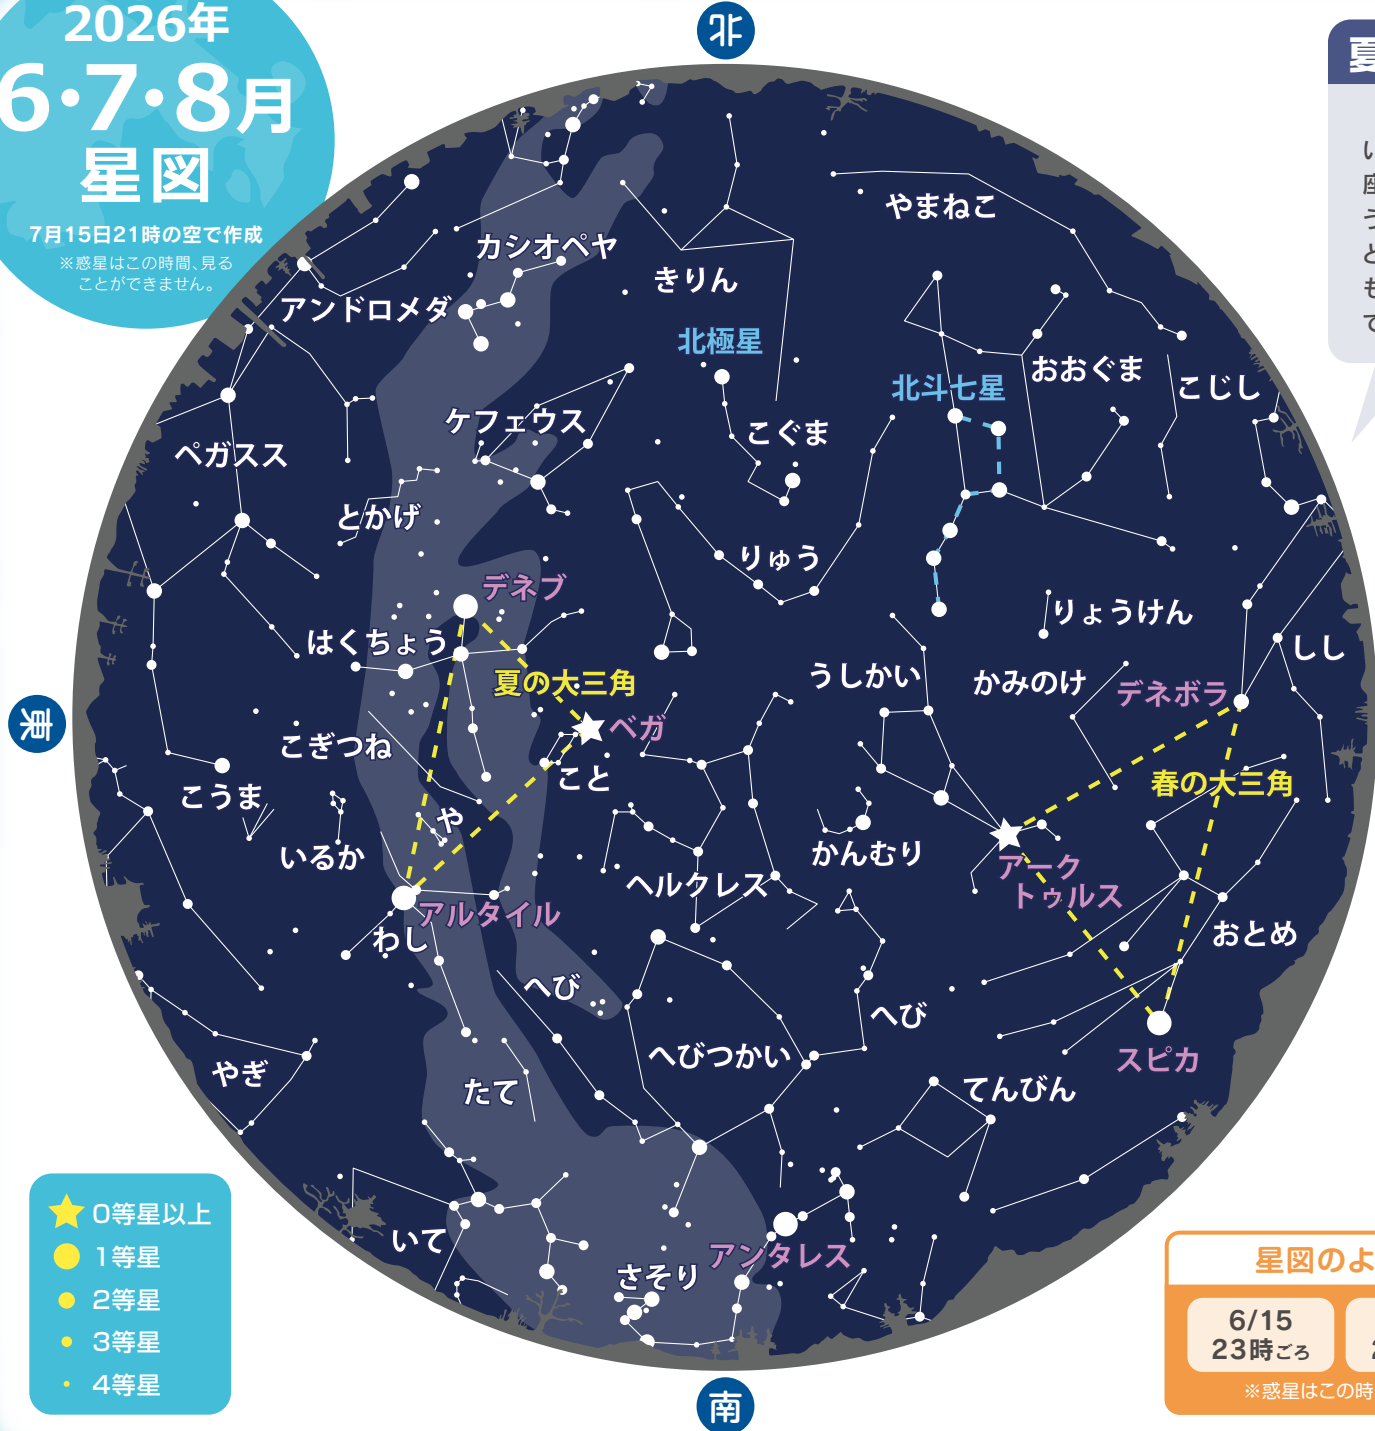 2026年
6・7・8月
星図
7月15日21時の空で作成
※惑星はこの時間、見る
ことができません。
北
夏
い
座
う
と
も
て
やまねこ
カシオペヤ
きりん
アンドロメダ
北極星
おおぐま
こじし
北斗七星
ケフェウス
こぐま
ペガスス
とかげ
りゅう
デネブ
りょうけん
はくちょう
しし
うしかい
かみのけ
夏の大三角
デネボラ
東
ベガ
こぎつね
こと
春の大三角
こうま
や
いるか
かんむり
アーク
トゥルス
ヘルクレス
アルタイル
わし
おとめ
へび
へび
へびつかい
スピカ
やぎ
たて
てんびん
いて
アンタレス
さそり
南
0等星以上
1等星
2等星
3等星
4等星
星図のよ
6/15
23時ごろ
※惑星はこの時